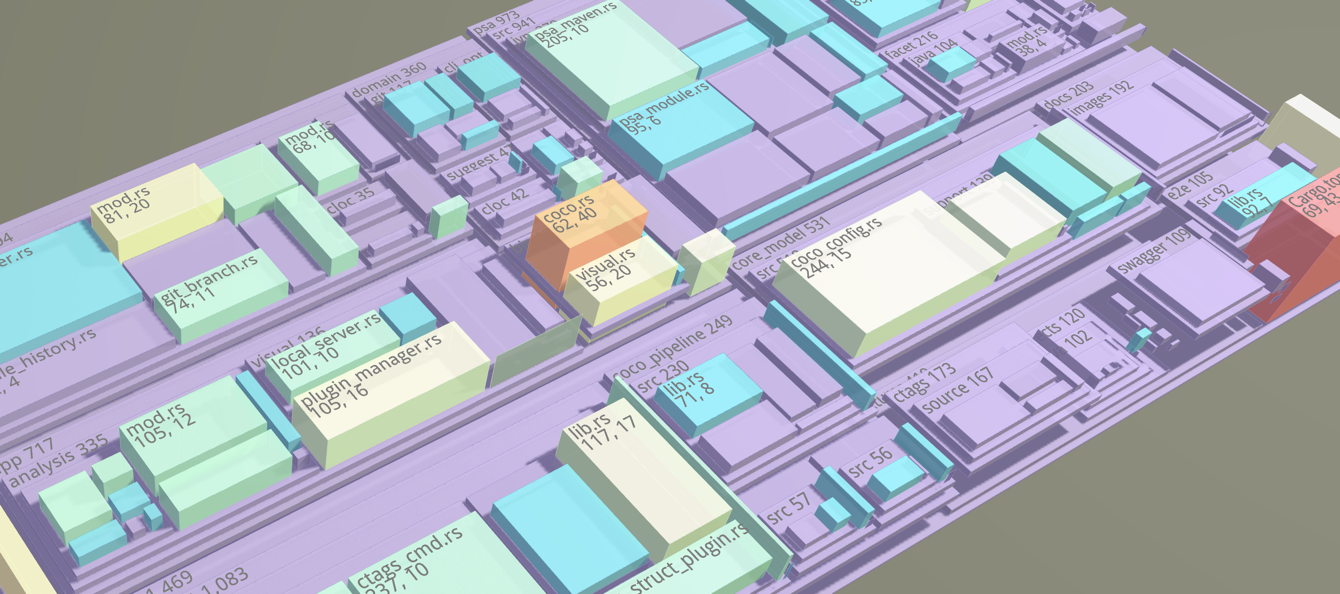 psa 973
src 941
psa_maven.rs
205, 10
facet 216
java 104
mod.rs
38, 4
domain 360
psa_module.rs
95, 6
docs 203
images 192
mod.rs
68, 10
suggest 4
mod.rs
81, 20
cloc 35
cloc 42
coco.rs
62, 40
e2e 105
src 92
lib.rs
92, 7
visual.rs
56, 20
core_model 531
coco_config.rs
244, 15
swagger 109
git_branch.rs
74, 11
local_server.rs
101, 10
coco_pipeline 249
src 230
lib.rs
71, 8
102
ctags 173
source 167
plugin_manager.rs
105, 16
mod.rs
105, 12
lib.rs
117, 17
analysis 335
src 56
src 57
ctags_cmd.rs
237, 10
struct_plugin.rs
1,083